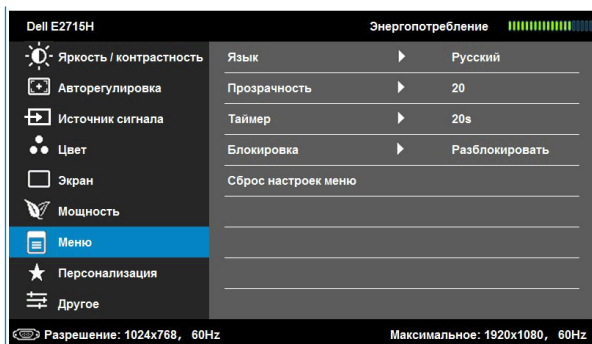 Dell E2715H Энергопотребление
Яркость / контрастность Язык Русский
Авторегулировка Прозрачность 20
Источник сигнала Таймер 20s
Цвет Блокировка Разблокировать
Экран Сброс настроек меню
Мощность
Меню
Персонализация
Другое
Разрешение: 1024x768, 60Hz Максимальное: 1920x1080, 60Hz